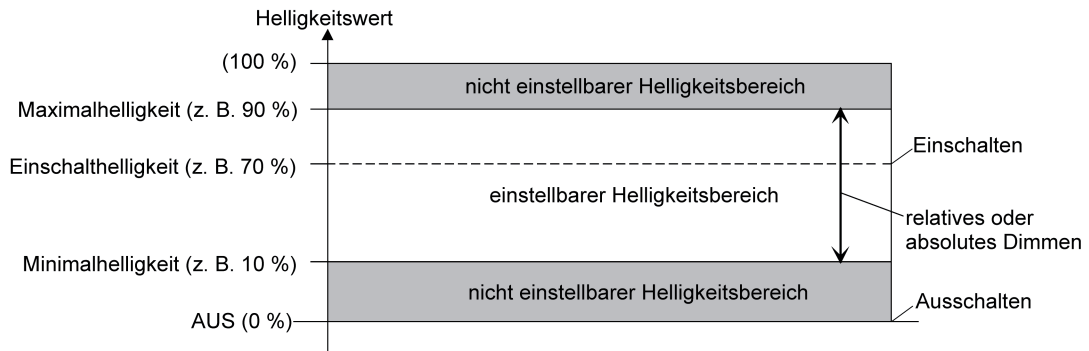 Helligkeitswert
(100 %)
nicht einstellbarer Helligkeitsbereich
Maximalhelligkeit (z. B. 90 %)
Einschalten
Einschalthelligkeit (z. B. 70 %)
einstellbarer Helligkeitsbereich
relatives oder
absolutes Dimmen
Minimalhelligkeit (z. B. 10 %)
nicht einstellbarer Helligkeitsbereich
Ausschalten
AUS (0 %)